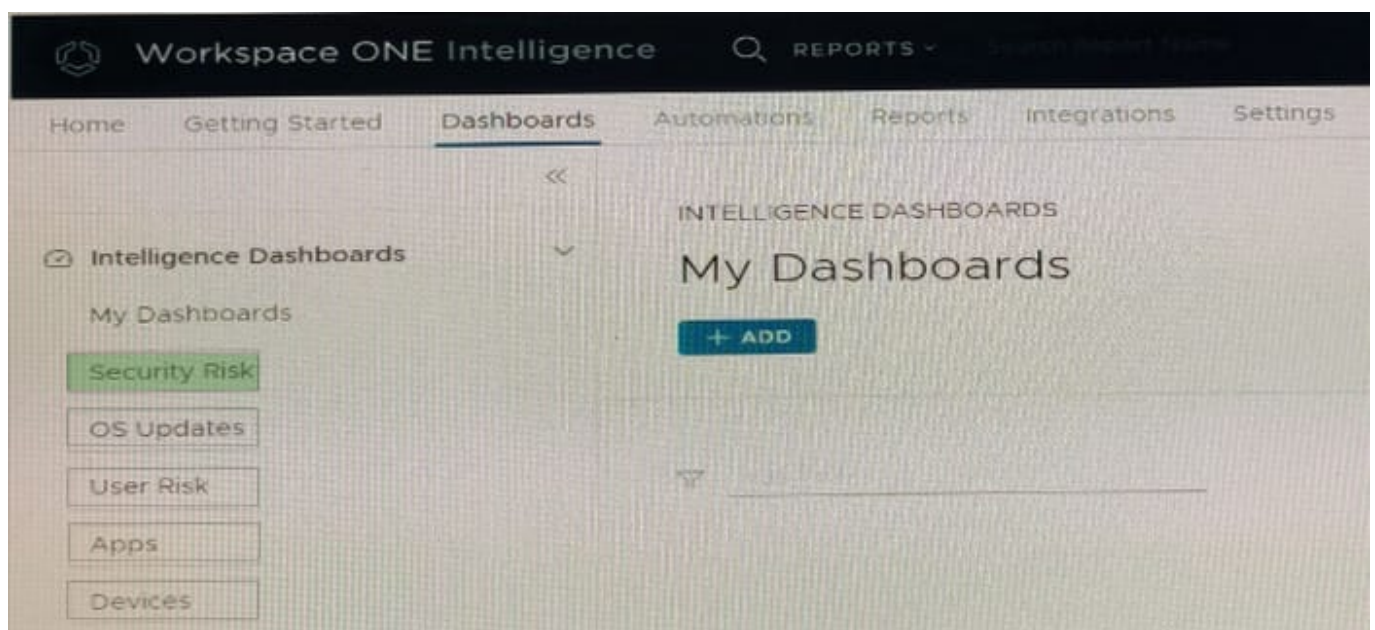 Workspace ONE Intelligence REPORTS
Home Getting Started Dashboards Automations Reports Integrations Settings
INTELLIGENCE DASHBOARDS
Intelligence Dashboards
My Dashboards
+ ADD
My Dashboards
Security Risk
OS Updates
User Risk
Apps
Devices